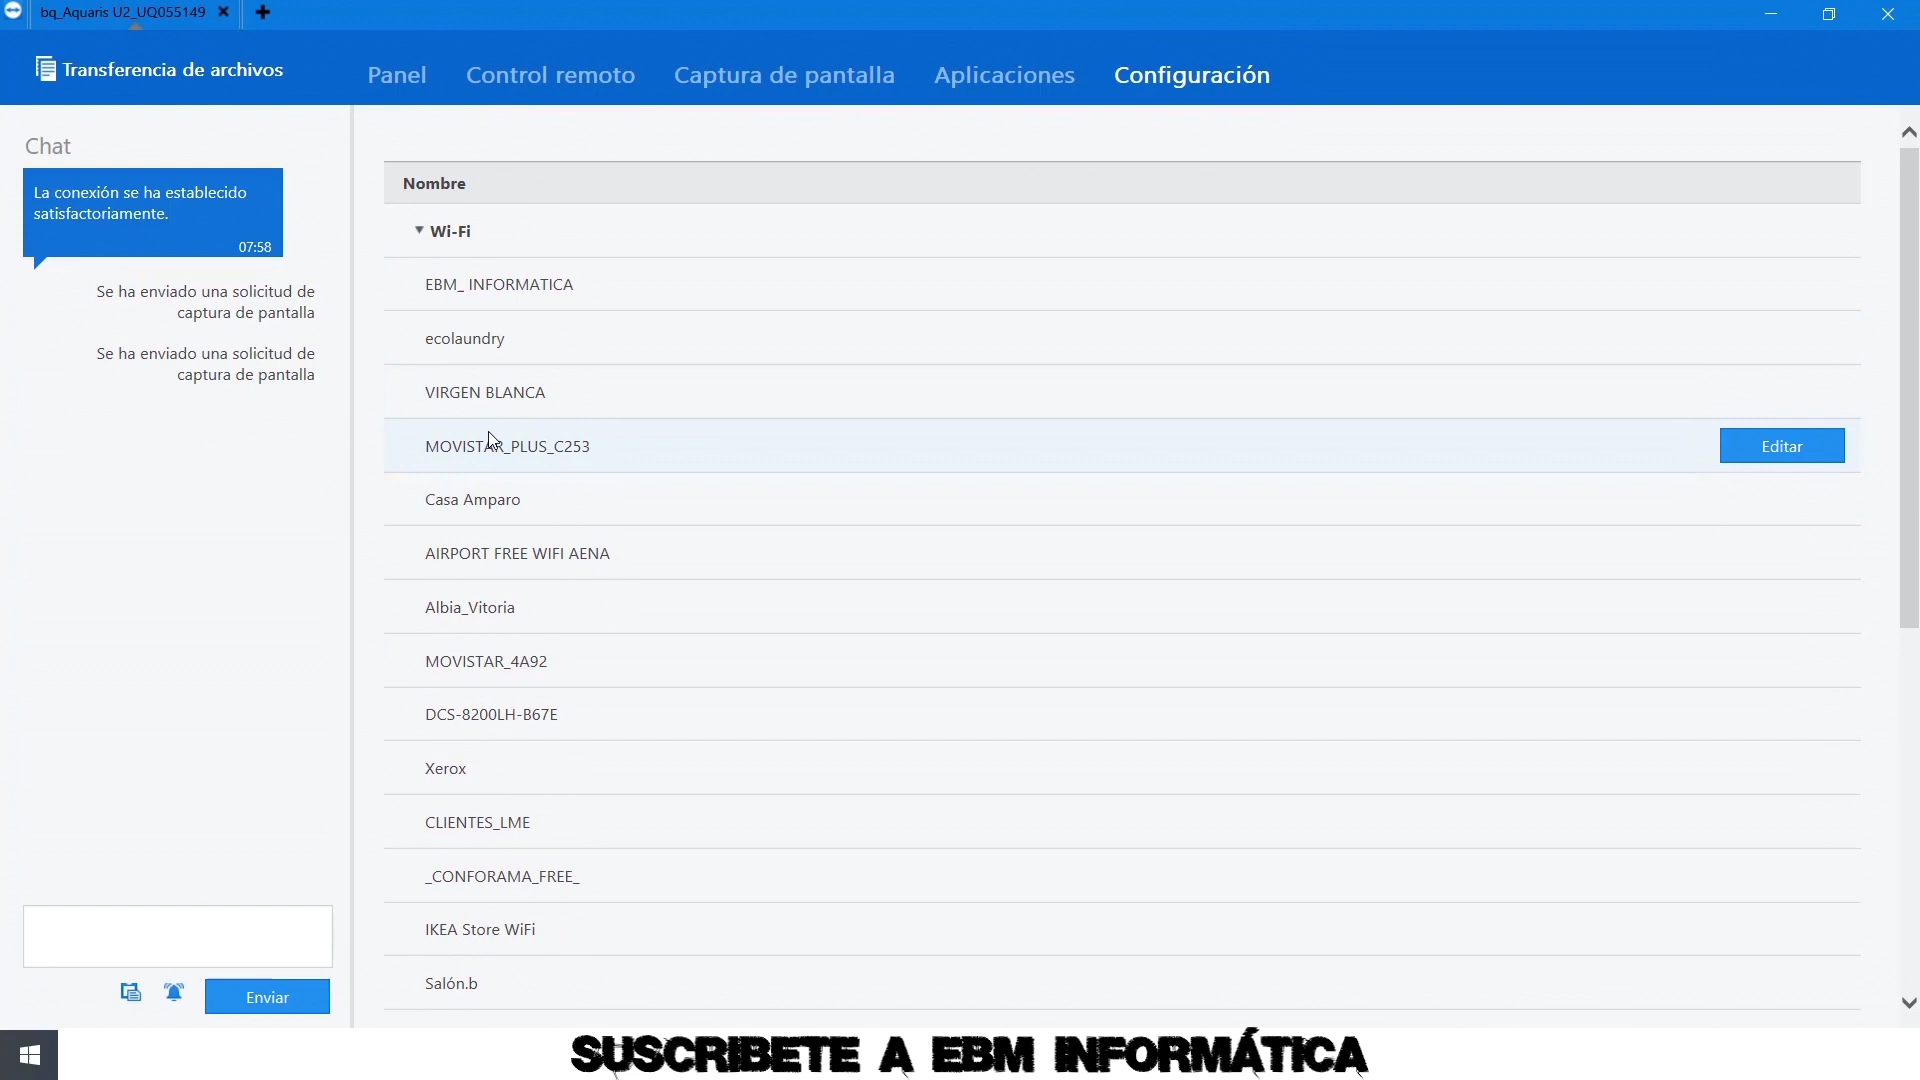 bq_Aquaris U2_UQ055149
Transferencia de archivos
Panel
Control remoto
Captura de pantalla
Aplicaciones
Configuración
Chat
La conexión se ha establecido
satisfactoriamente.
07:58
Se ha enviado una solicitud de
captura de pantalla
Se ha enviado una solicitud de
captura de pantalla
Enviar
Nombre
Wi-Fi
EBM_ INFORMATICA
ecolaundry
VIRGEN BLANCA
MOVISTAR_PLUS_C253
Editar
Casa Amparo
AIRPORT FREE WIFI AENA
Albia_Vitoria
MOVISTAR_4A92
DCS-8200LH-B67E
Xerox
CLIENTES_LME
_CONFORAMA_FREE_
IKEA Store WiFi
Salón.b
SUSCRIBETE A EBM INFORMÁTICA